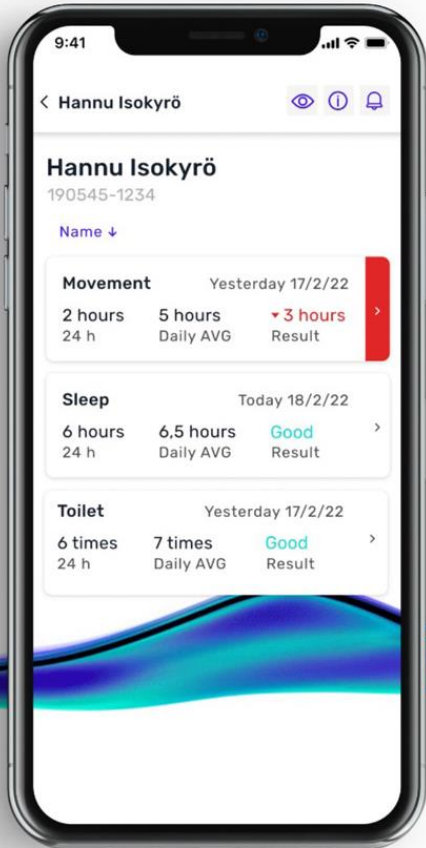 9:41
Hannu Isokyrö
Hannu Isokyrö
190545-1234
Name ↓
Movement Yesterday 17/2/22
2 hours 5 hours ▾ 3 hours
24 h Daily AVG Result
Sleep Today 18/2/22
6 hours 6,5 hours Good
24 h Daily AVG Result
Toilet Yesterday 17/2/22
6 times 7 times Good
24 h Daily AVG Result